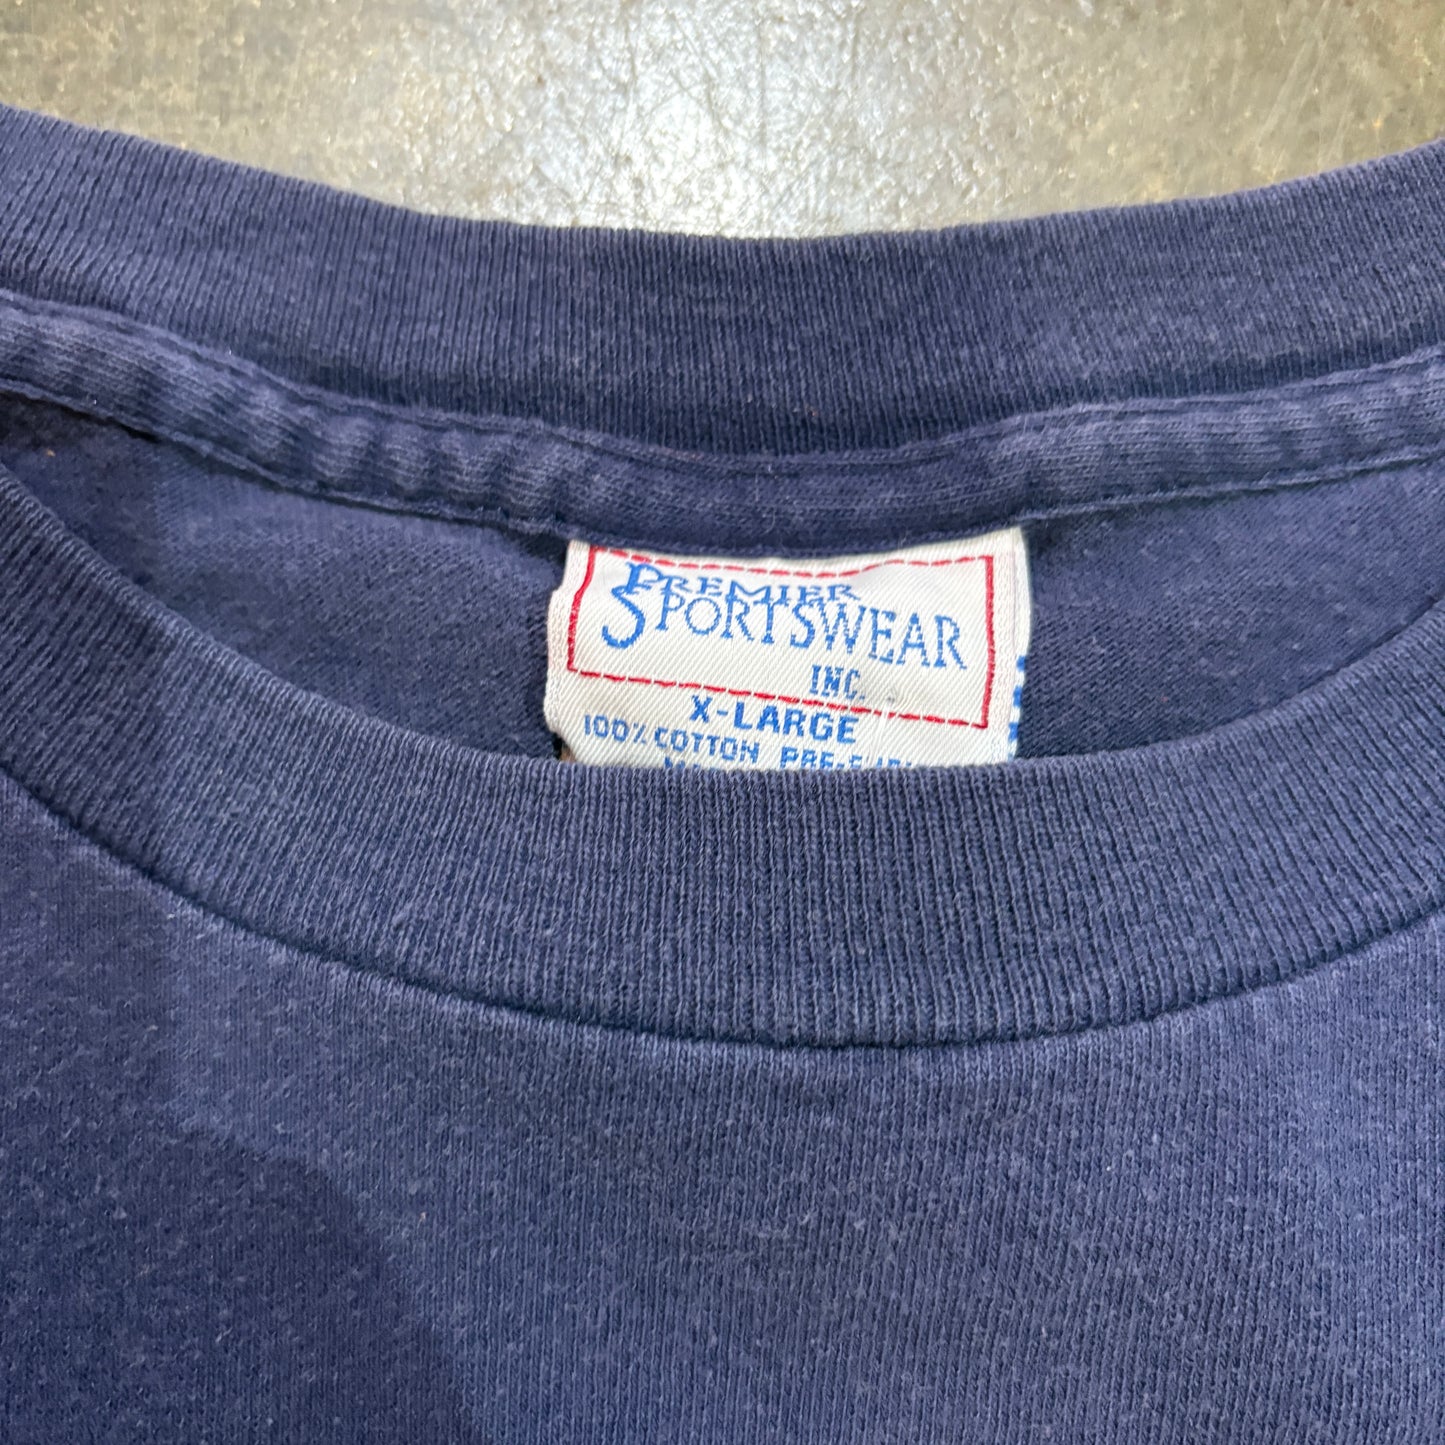 PREMIER
SPORTSWEAR
INC.
X-LARGE
100% COTTON